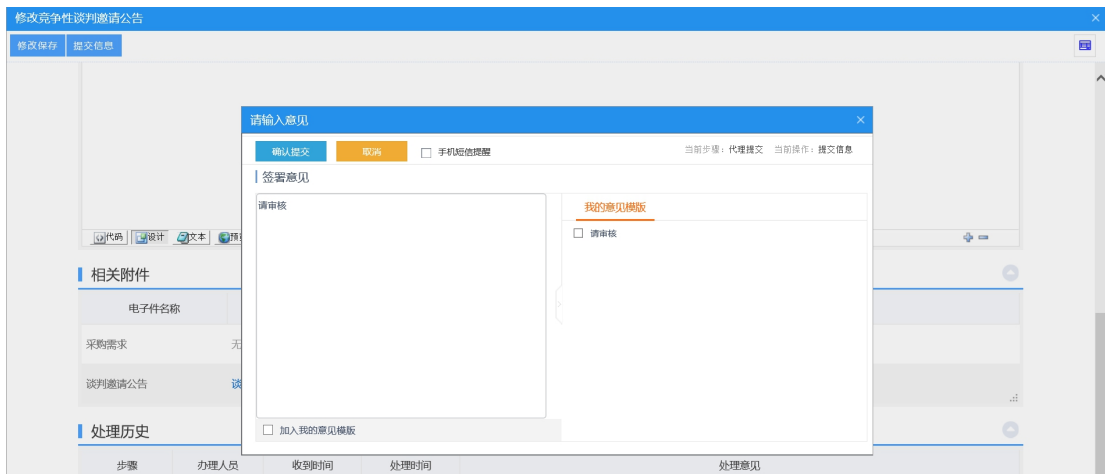 修改竞争性谈判邀请公告
修改保存 提交信息
请输入意见
确认提交 取消 手机短信提醒 当前步骤：代理提交 当前操作：提交信息
签署意见
请审核
我的意见模版
请审核
代码 设计 文本
相关附件
电子件名称
采购需求 无
谈判邀请公告 谈
加入我的意见模版
处理历史
步骤 办理人员 收到时间 处理时间 处理意见